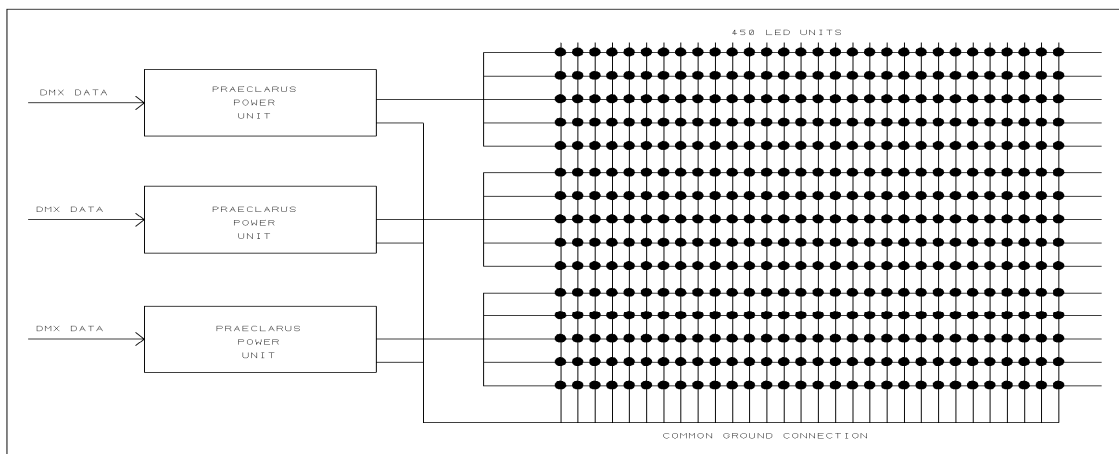 450 LED UNITS
DMX DATA
PRAECLARUS
POWER
UNIT
DMX DATA
PRAECLARUS
POWER
UNIT
DMX DATA
PRAECLARUS
POWER
UNIT
COMMON GROUND CONNECTION